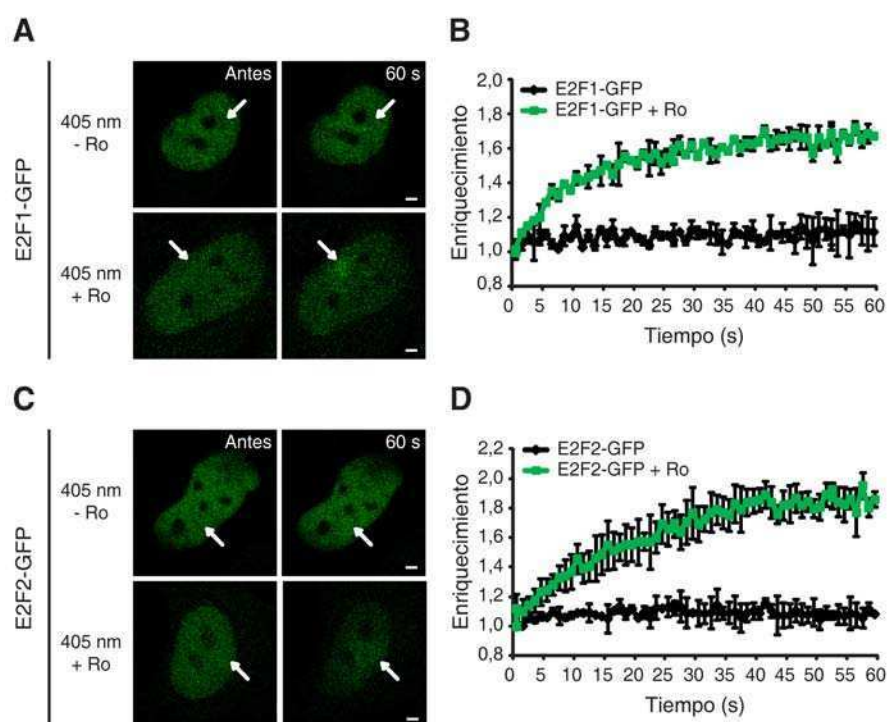 A
E2F1-GFP
405 nm
- Ro
Antes
60 s
405 nm
+ Ro
B
E2F1-GFP
E2F1-GFP + Ro
Enriquecimiento
2,0
1,8
1,6
1,4
1,2
1,0
0,8
0 5 10 15 20 25 30 35 40 45 50 55 60
Tiempo (s)
C
E2F2-GFP
405 nm
- Ro
Antes
60 s
405 nm
+ Ro
D
E2F2-GFP
E2F2-GFP + Ro
Enriquecimiento
2,2
2,0
1,8
1,6
1,4
1,2
1,0
0,8
0 5 10 15 20 25 30 35 40 45 50 55 60
Tiempo (s)